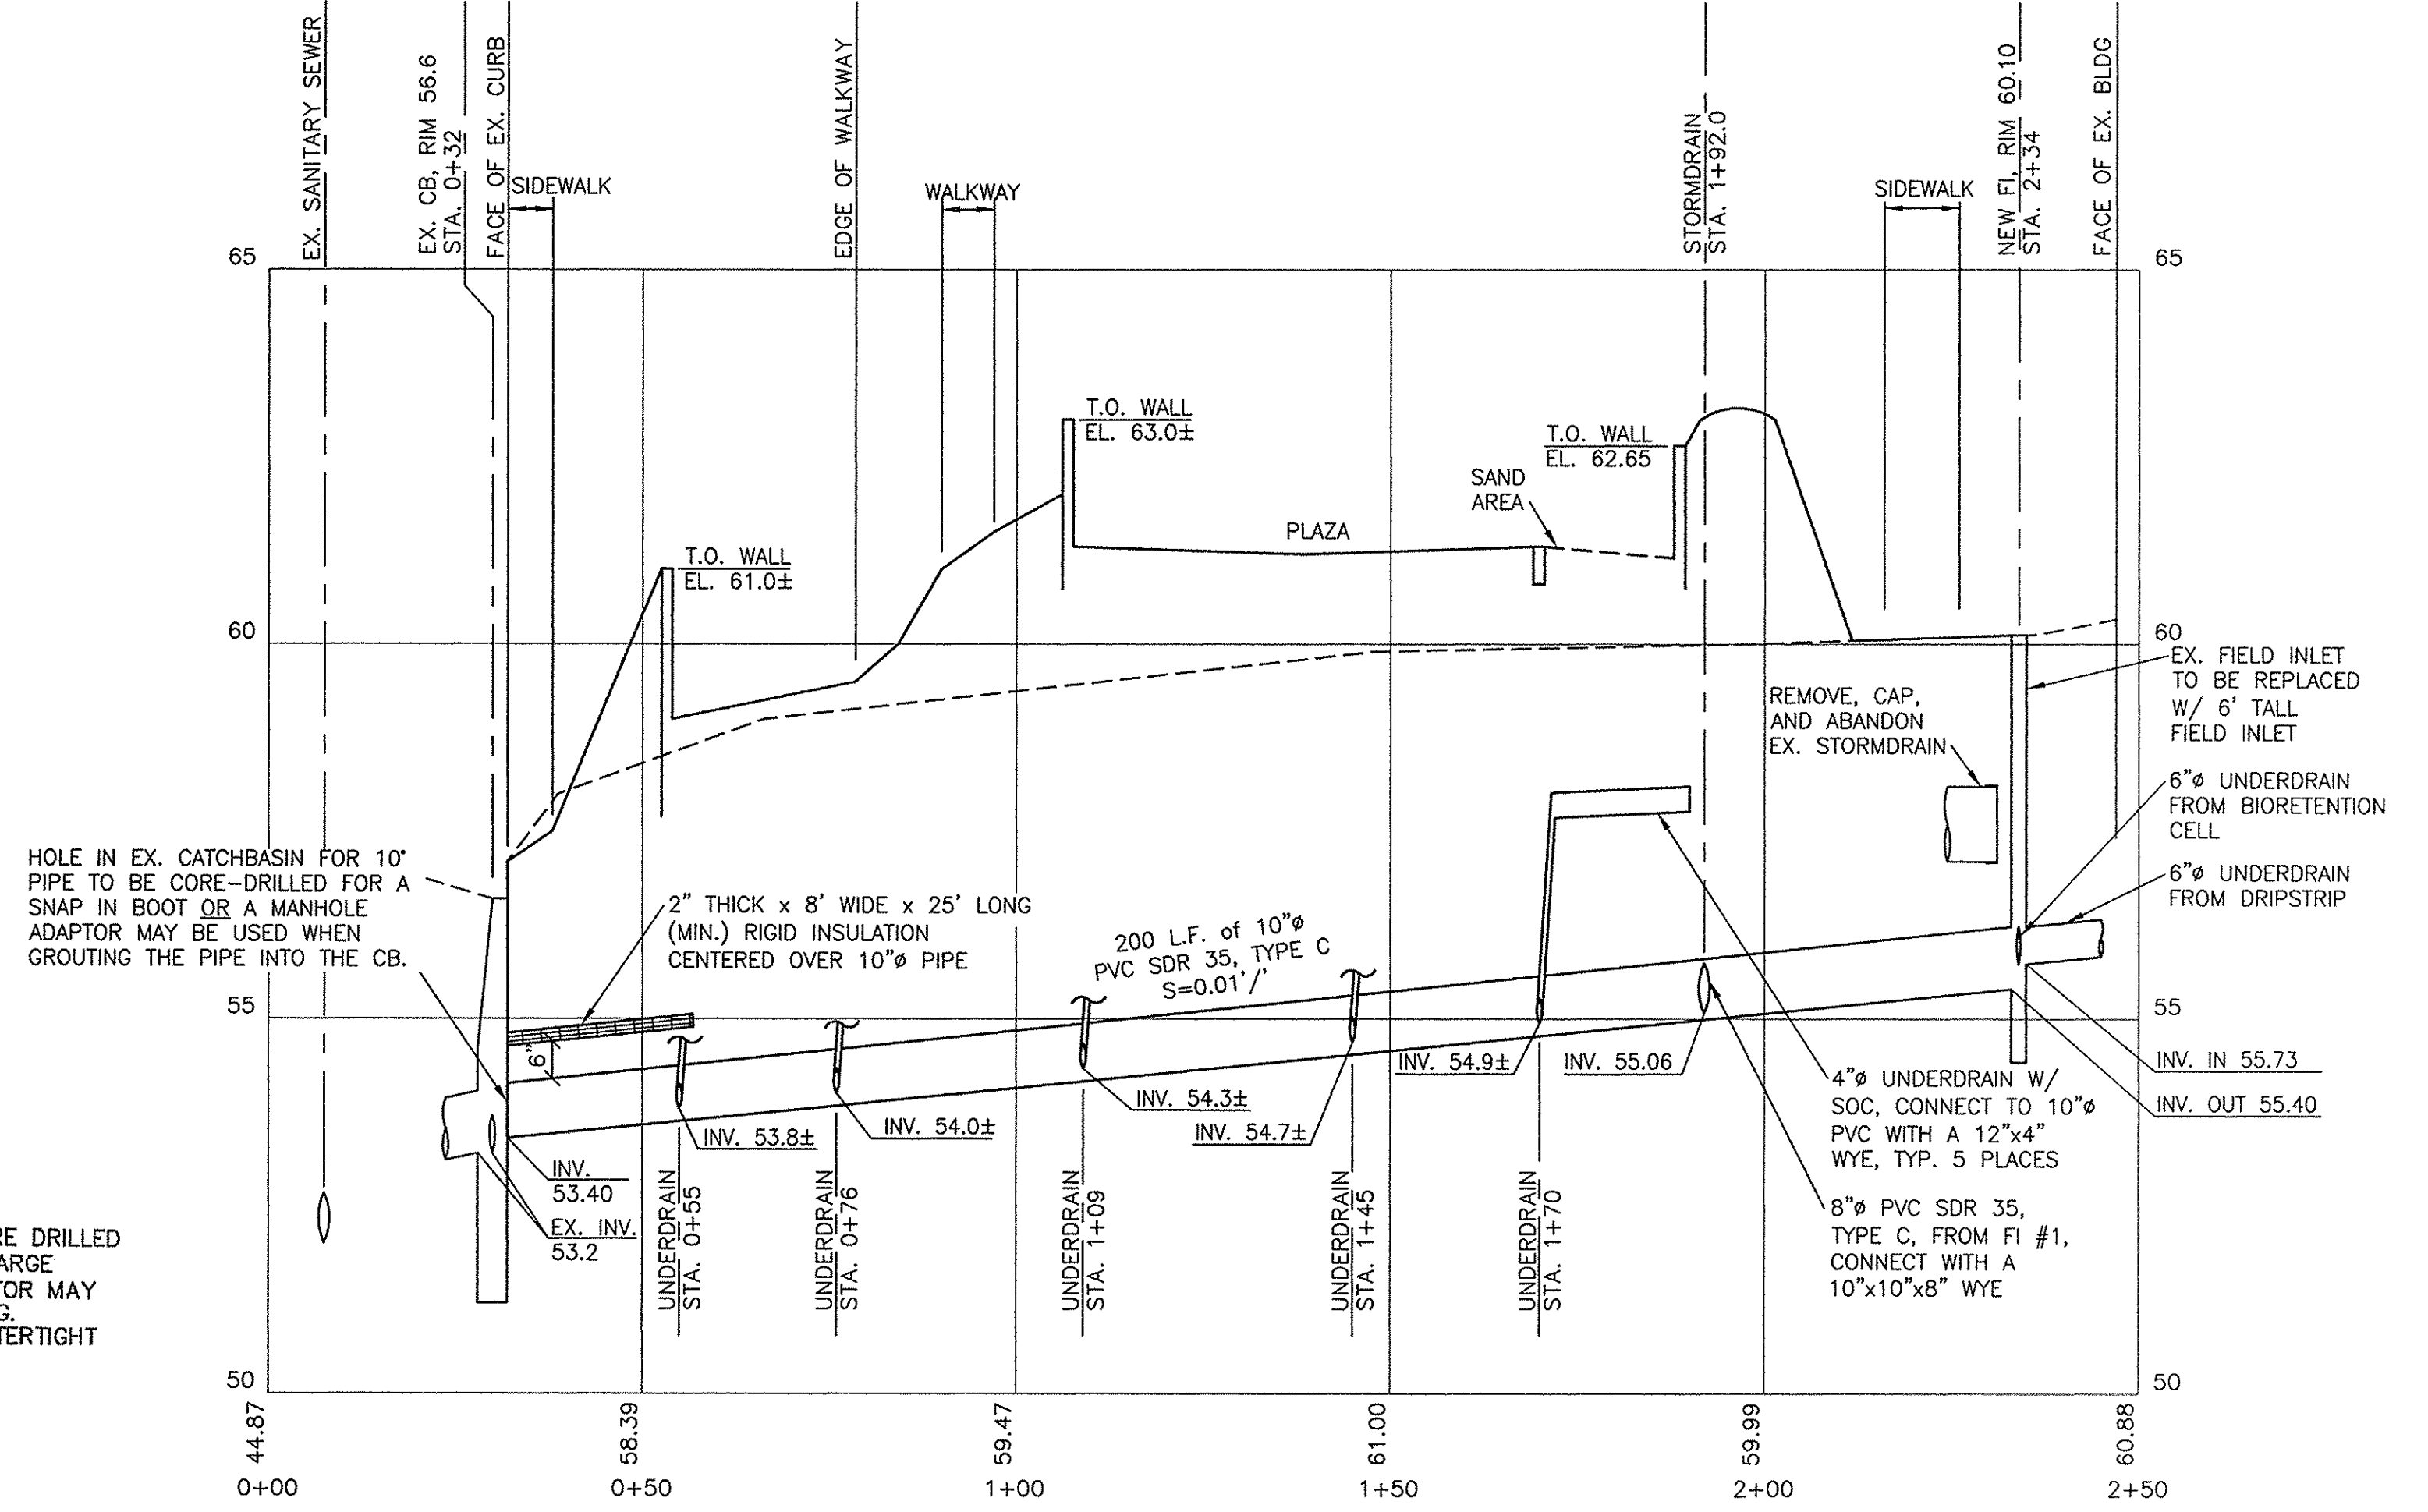 EX. SANITARY SEWER
EX. CB, RIM 56.6
STA. 0+32
FACE OF EX. CURB
SIDEWALK
EDGE OF WALKWAY
WALKWAY
STORMDRAIN
STA. 1+92.0
SIDEWALK
NEW FI, RIM 60.10
STA. 2+34
FACE OF EX. BLDG
65
65
T.O. WALL
EL. 63.0±
T.O. WALL
EL. 62.65
SAND
AREA
PLAZA
T.O. WALL
EL. 61.0±
60
60
EX. FIELD INLET
TO BE REPLACED
W/ 6' TALL
FIELD INLET
REMOVE, CAP,
AND ABANDON
EX. STORMDRAIN
6"ø UNDERDRAIN
FROM BIORETENTION
CELL
6"ø UNDERDRAIN
FROM DRIPSTRIP
HOLE IN EX. CATCHBASIN FOR 10"
PIPE TO BE CORE-DRILLED FOR A
SNAP IN BOOT OR A MANHOLE
ADAPTOR MAY BE USED WHEN
GROUTING THE PIPE INTO THE CB.
2" THICK x 8' WIDE x 25' LONG
(MIN.) RIGID INSULATION
CENTERED OVER 10"ø PIPE
200 L.F. of 10"ø
PVC SDR 35, TYPE C
S=0.01'/'
55
55
6"
INV. 53.8±
INV. 54.0±
INV. 54.3±
INV. 54.7±
INV. 54.9±
INV. 55.06
INV. IN 55.73
INV. OUT 55.40
4"ø UNDERDRAIN W/
SOC, CONNECT TO 10"ø
PVC WITH A 12"x4"
WYE, TYP. 5 PLACES
8"ø PVC SDR 35,
TYPE C, FROM FI #1,
CONNECT WITH A
10"x10"x8" WYE
INV.
53.40
EX. INV.
53.2
UNDERDRAIN
STA. 0+55
UNDERDRAIN
STA. 0+76
UNDERDRAIN
STA. 1+09
UNDERDRAIN
STA. 1+45
UNDERDRAIN
STA. 1+70
RE DRILLED
ARGE
TOR MAY
G.
TERTIGHT
50
50
44.87
58.39
59.47
61.00
59.99
60.88
0+00
0+50
1+00
1+50
2+00
2+50